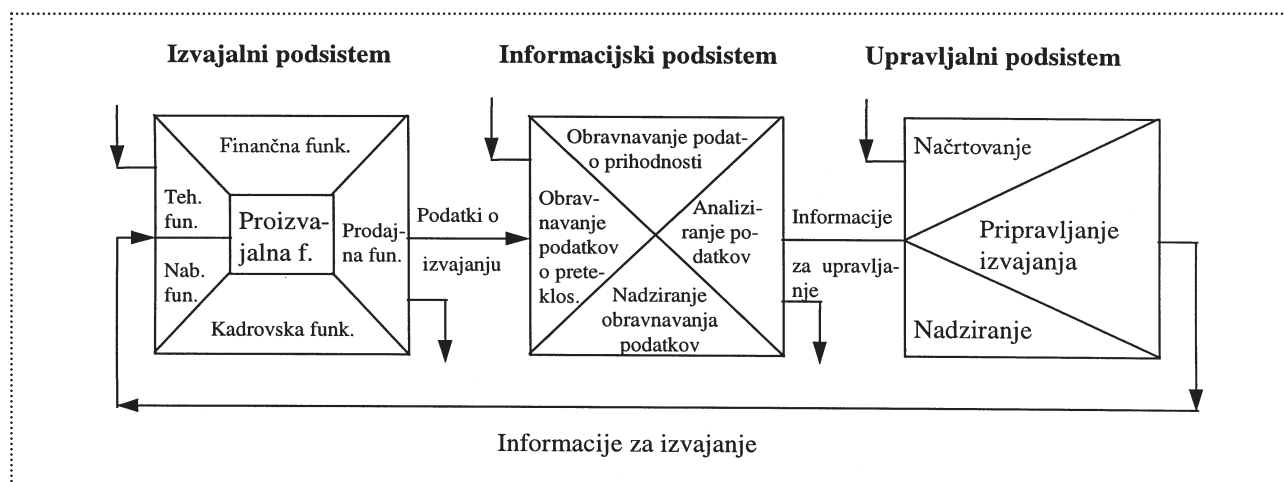 Izvajalni podsistem
Informacijski podsistem
Upravljalni podsistem
Finančna funk.
Teh.
fun.
Nab.
fun.
Proizva-
jalna f.
Prodaj-
na fun.
Kadrovska funk.
Podatki o
izvajanju
Obravnavanje podat-
o prihodnosti
Obrav-
navanje
podatkov
o prete-
klos.
Analizi-
ranje po-
datkov
Nadziranje
obravnavanja
podatkov
Informacije
za upravlja-
nje
Načrtovanje
Pripravljanje
izvajanja
Nadziranje
Informacije za izvajanje